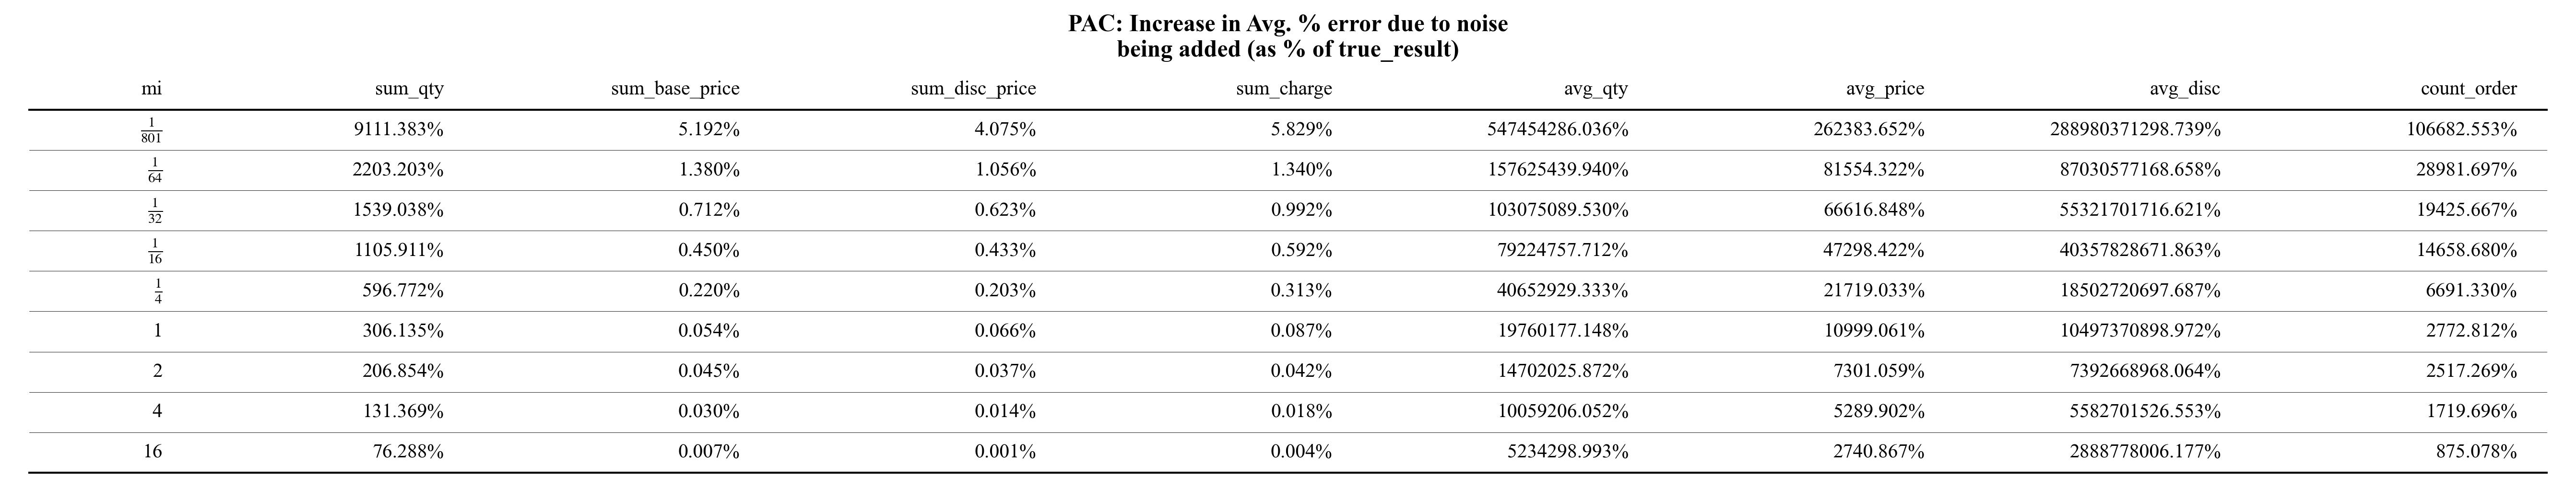 PAC: Increase in Avg. % error due to noise
being added (as % of true_result)
mi sum_qty sum_base_price sum_disc_price sum_charge avg_qty avg_price avg_disc count_order
1/801 9111.383% 5.192% 4.075% 5.829% 547454286.036% 262383.652% 288980371298.739% 106682.553%
1/64 2203.203% 1.380% 1.056% 1.340% 157625439.940% 81554.322% 87030577168.658% 28981.697%
1/32 1539.038% 0.712% 0.623% 0.992% 103075089.530% 66616.848% 55321701716.621% 19425.667%
1/16 1105.911% 0.450% 0.433% 0.592% 79224757.712% 47298.422% 40357828671.863% 14658.680%
1/4 596.772% 0.220% 0.203% 0.313% 40652929.333% 21719.033% 18502720697.687% 6691.330%
1 306.135% 0.054% 0.066% 0.087% 19760177.148% 10999.061% 10497370898.972% 2772.812%
2 206.854% 0.045% 0.037% 0.042% 14702025.872% 7301.059% 7392668968.064% 2517.269%
4 131.369% 0.030% 0.014% 0.018% 10059206.052% 5289.902% 5582701526.553% 1719.696%
16 76.288% 0.007% 0.001% 0.004% 5234298.993% 2740.867% 2888778006.177% 875.078%